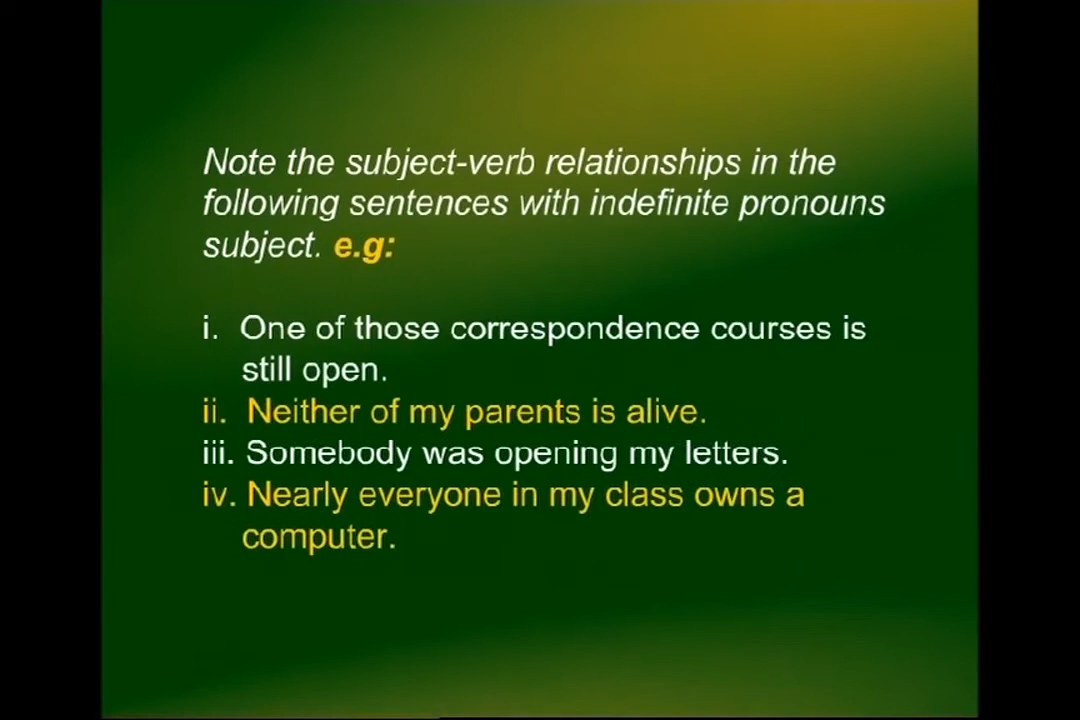 Note the subject-verb relationships in the
following sentences with indefinite pronouns
subject. e.g:
i. One of those correspondence courses is
still open.
ii. Neither of my parents is alive.
iii. Somebody was opening my letters.
iv. Nearly everyone in my class owns a
computer.